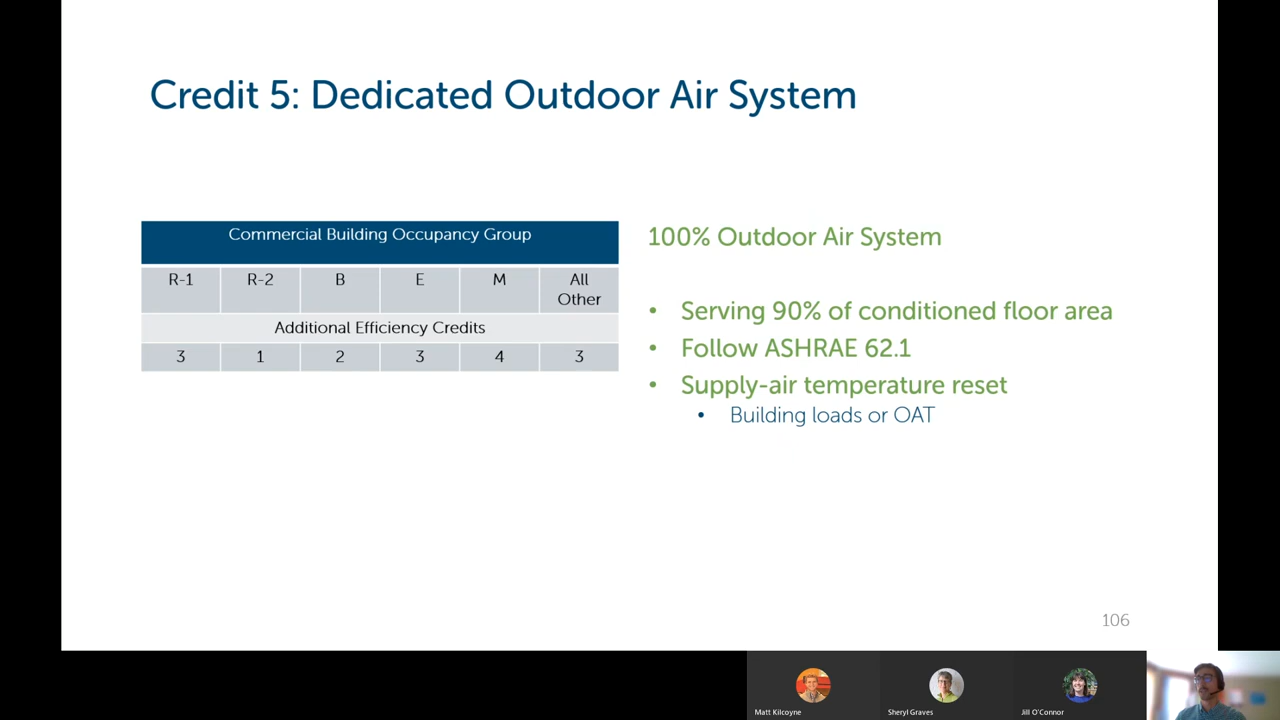 Credit 5: Dedicated Outdoor Air System
Commercial Building Occupancy Group
R-1 R-2 B E M All Other
Additional Efficiency Credits
3 1 2 3 4 3
100% Outdoor Air System
• Serving 90% of conditioned floor area
• Follow ASHRAE 62.1
• Supply-air temperature reset
• Building loads or OAT
106
Matt Kilcoyne
Sheryl Graves
Jill O'Connor